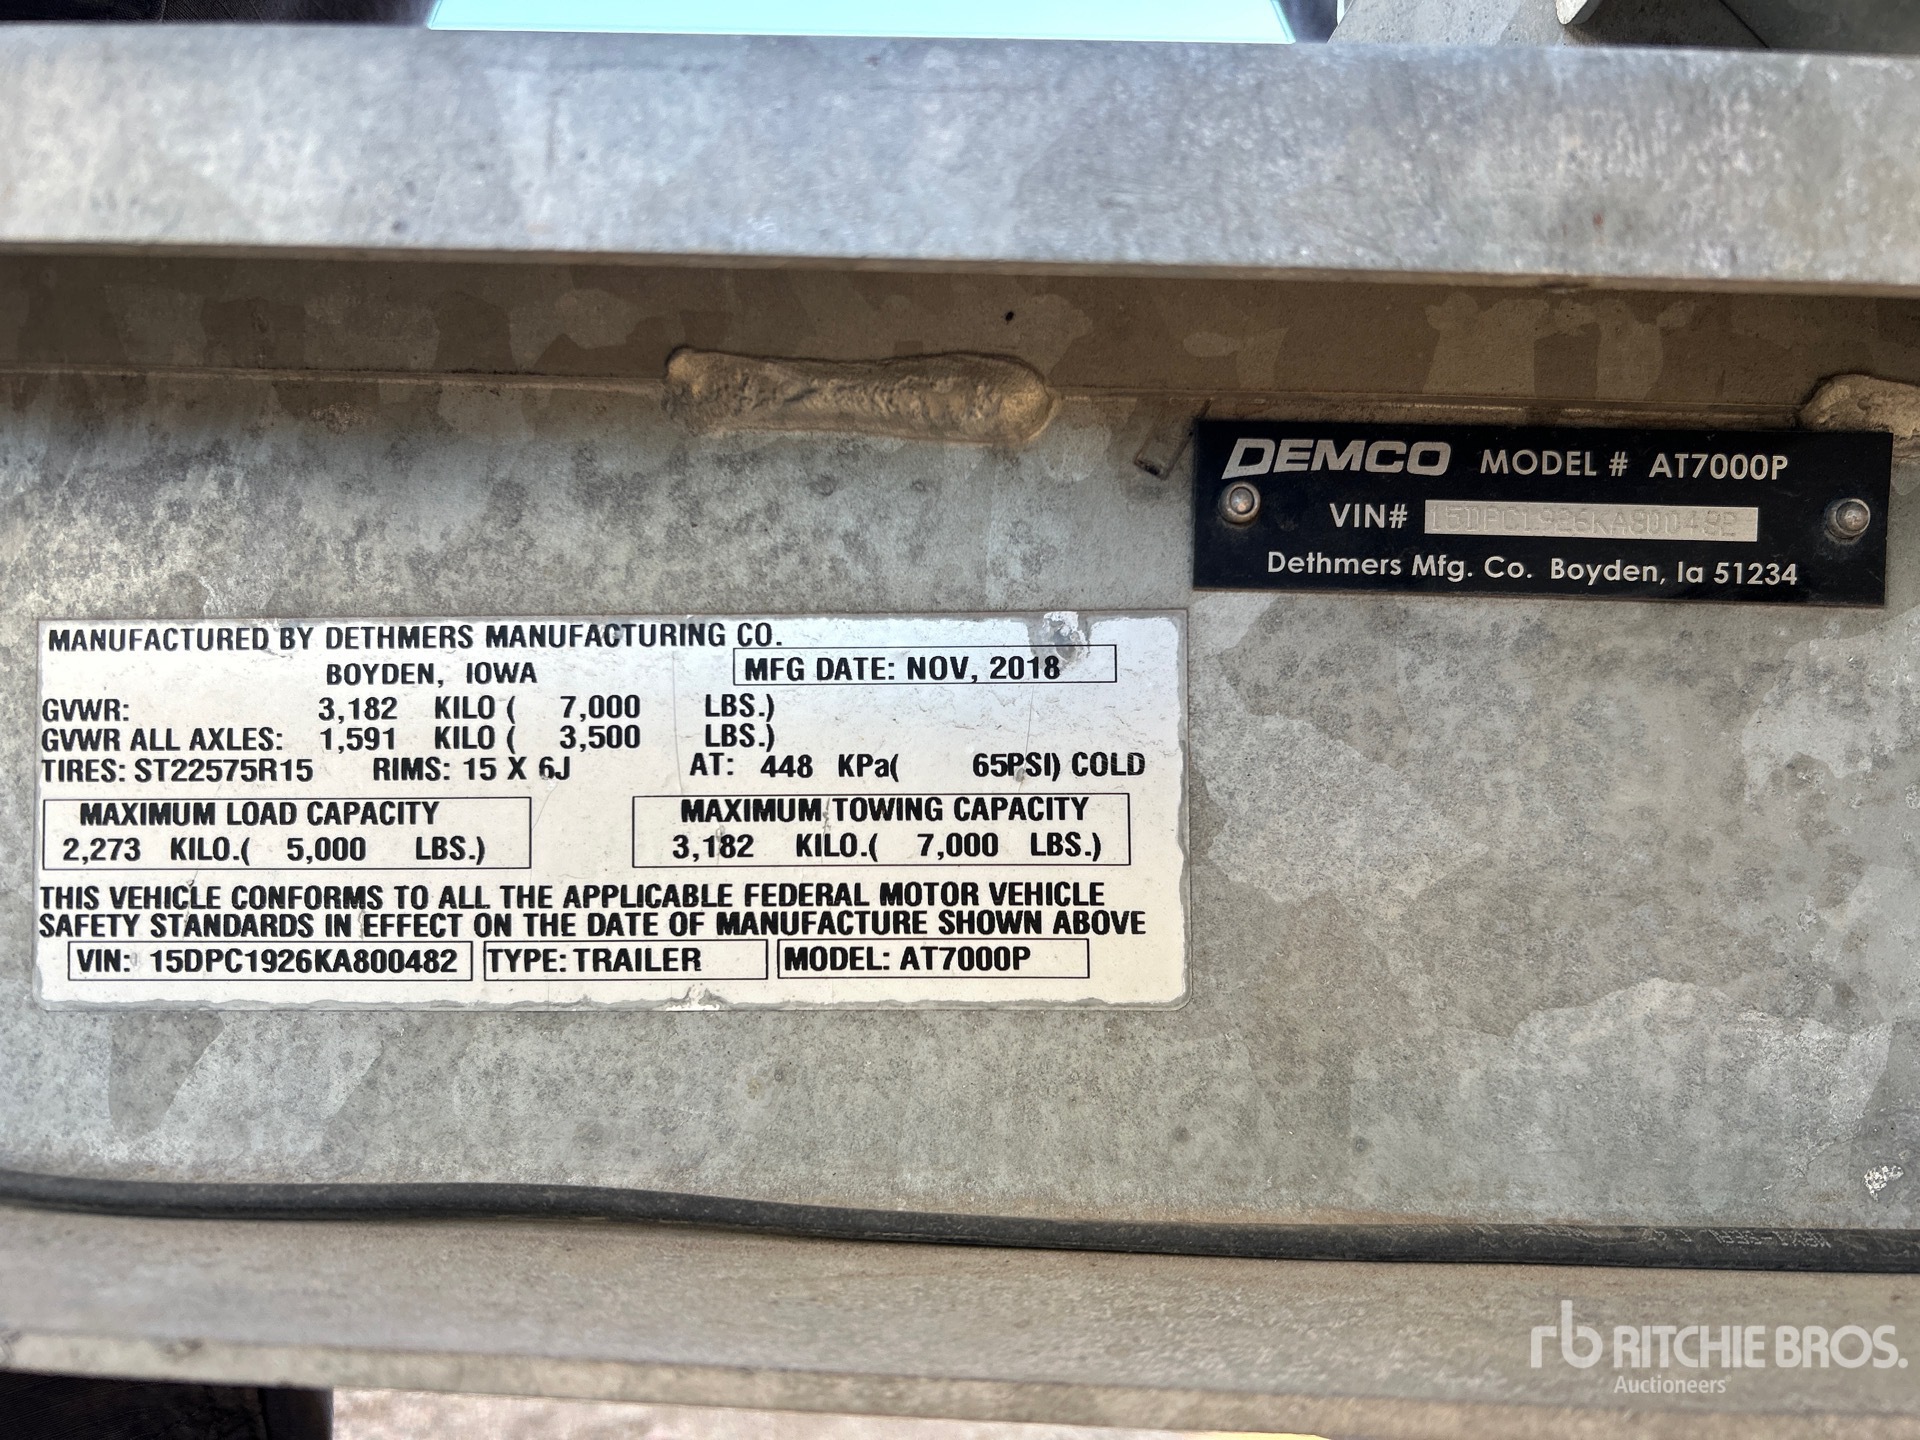 DEMCO MODEL # AT7000P
VIN# 15DPC1926KA800482
Dethmers Mfg. Co. Boyden, Ia 51234
MANUFACTURED BY DETHMERS MANUFACTURING CO.
BOYDEN, IOWA MFG DATE: NOV, 2018
GVWR: 3,182 KILO ( 7,000 LBS.)
GVWR ALL AXLES: 1,591 KILO ( 3,500 LBS.)
TIRES: ST22575R15 RIMS: 15 X 6J AT: 448 KPa( 65PSI) COLD
MAXIMUM LOAD CAPACITY MAXIMUM TOWING CAPACITY
2,273 KILO.( 5,000 LBS.) 3,182 KILO.( 7,000 LBS.)
THIS VEHICLE CONFORMS TO ALL THE APPLICABLE FEDERAL MOTOR VEHICLE
SAFETY STANDARDS IN EFFECT ON THE DATE OF MANUFACTURE SHOWN ABOVE
VIN: 15DPC1926KA800482 TYPE: TRAILER MODEL: AT7000P
rb RITCHIE BROS.
Auctioneers